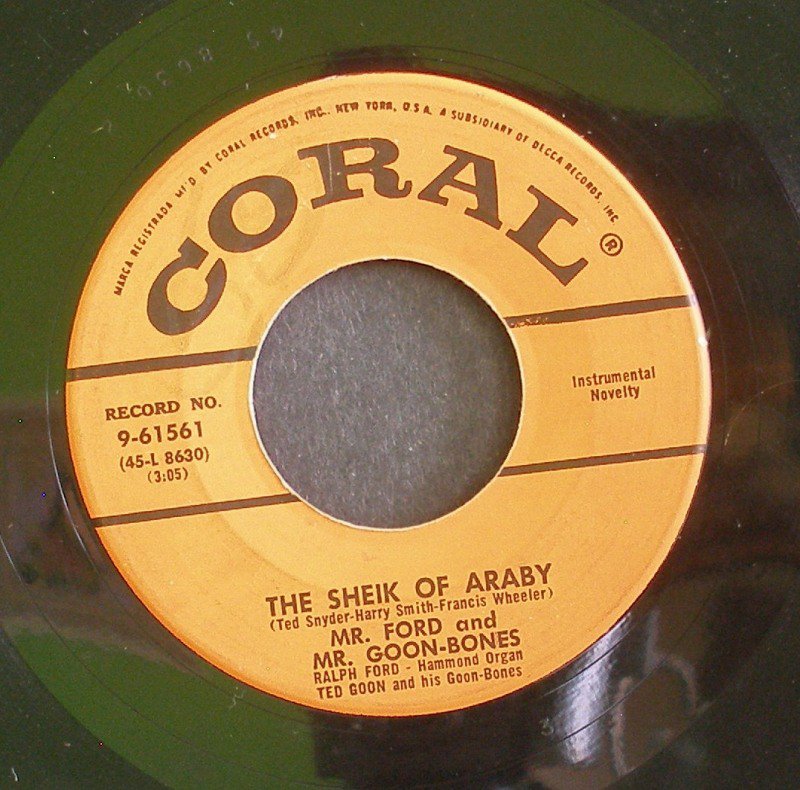 MARCA REGISTRADA MF'D BY CORAL RECORDS, INC., NEW YORK, U.S.A. A SUBSIDIARY OF DECCA RECORDS, INC.
CORAL ®
RECORD NO.
9-61561
(45-L 8630)
(3:05)
Instrumental
Novelty
THE SHEIK OF ARABY
(Ted Snyder-Harry Smith-Francis Wheeler)
MR. FORD and
MR. GOON-BONES
RALPH FORD - Hammond Organ
TED GOON and his Goon-Bones